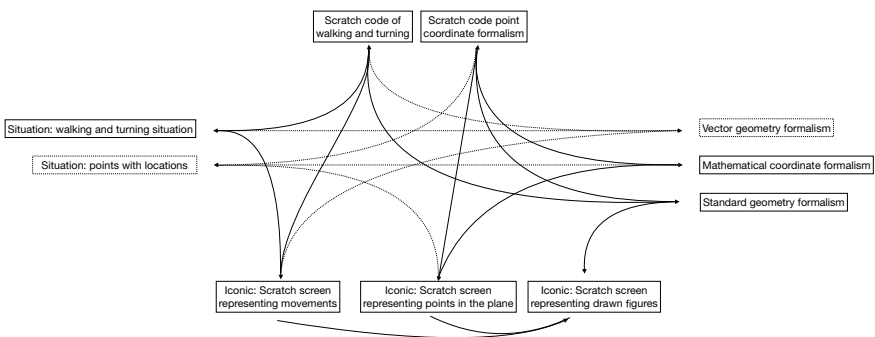 Scratch code of
walking and turning
Scratch code point
coordinate formalism
Situation: walking and turning situation
Vector geometry formalism
Situation: points with locations
Mathematical coordinate formalism
Standard geometry formalism
Iconic: Scratch screen
representing movements
Iconic: Scratch screen
representing points in the plane
Iconic: Scratch screen
representing drawn figures